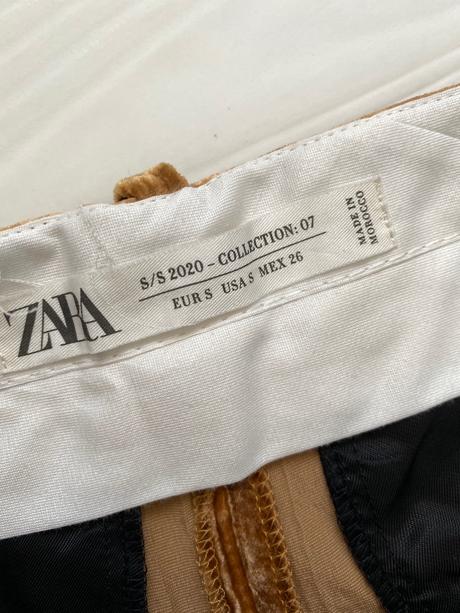 ZARA
S/S 2020 – COLLECTION: 07
EUR S USA S MEX 26
MADE IN
MOROCCO